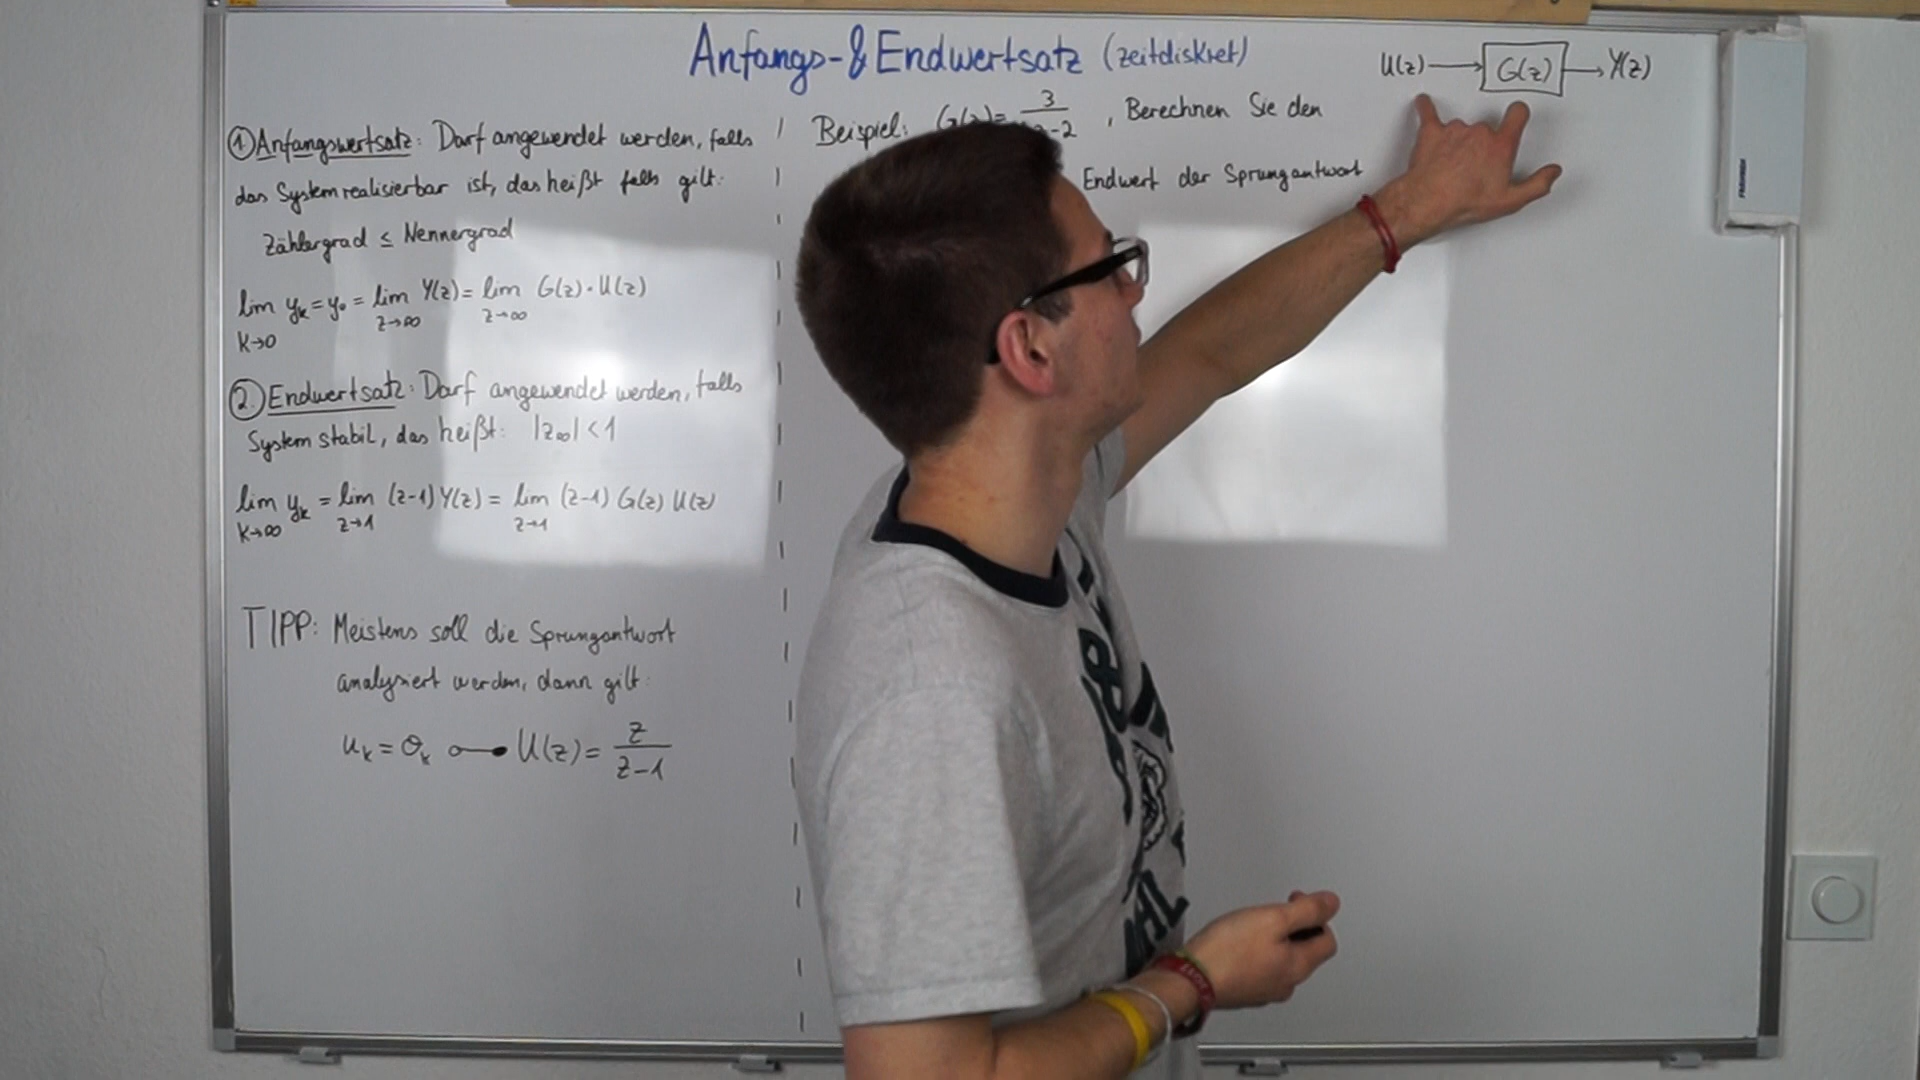 Anfangs- & Endwertsatz (zeitdiskret)
U(z) → G(z) → Y(z)
① Anfangswertsatz: Darf angewendet werden, falls
das System realisierbar ist, das heißt falls gilt:
Zählergrad ≤ Nennergrad
lim yₖ = y₀ = lim Y(z) = lim G(z) · U(z)
k→0 z→∞ z→∞
② Endwertsatz: Darf angewendet werden, falls
System stabil, das heißt: |z∞| < 1
lim yₖ = lim (z-1) Y(z) = lim (z-1) G(z) U(z)
k→∞ z→1 z→1
TIPP: Meistens soll die Sprungantwort
analysiert werden, dann gilt:
uₖ = σₖ ○—● U(z) = z
z-1
Beispiel: G(z) = 3 , Berechnen Sie den
-2
Endwert der Sprungantwort